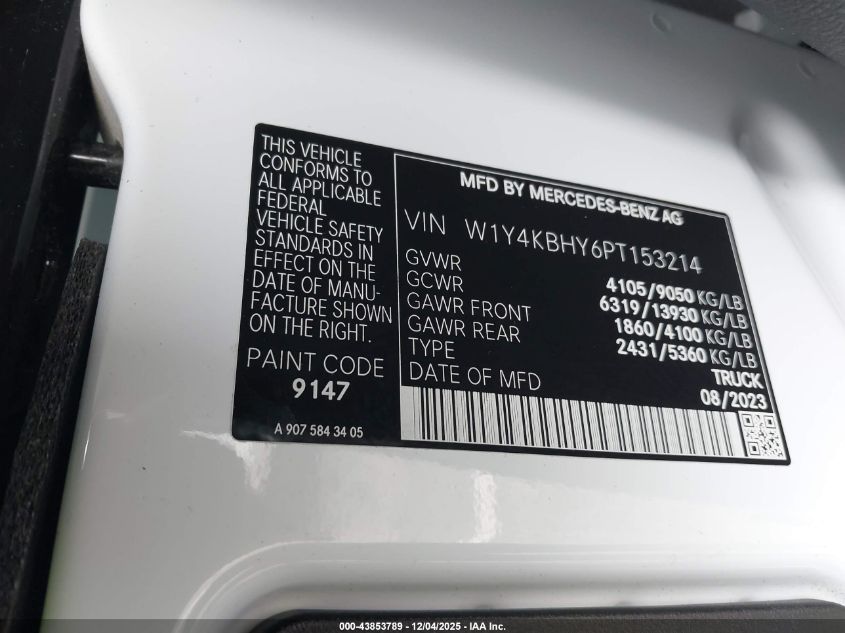 THIS VEHICLE
CONFORMS TO
ALL APPLICABLE
FEDERAL
VEHICLE SAFETY
STANDARDS IN
EFFECT ON THE
DATE OF MANU-
FACTURE SHOWN
ON THE RIGHT.
PAINT CODE
9147
A 907 584 34 05
MFD BY MERCEDES-BENZ AG
VIN W1Y4KBHY6PT153214
GVWR 4105/9050 KG/LB
GCWR 6319/13930 KG/LB
GAWR FRONT 1860/4100 KG/LB
GAWR REAR 2431/5360 KG/LB
TYPE TRUCK
DATE OF MFD 08/2023
000-43853789 - 12/04/2025 - IAA Inc.